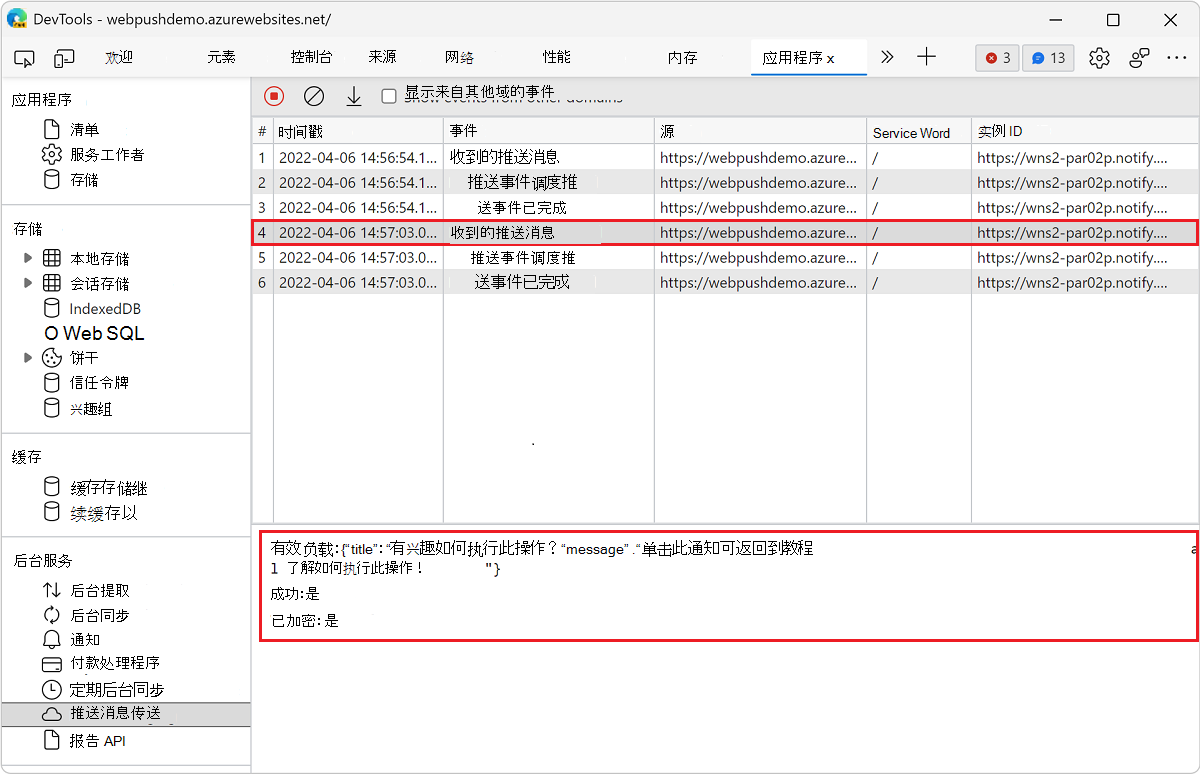 DevTools - webpushdemo.azurewebsites.net/
欢迎 元素 控制台 来源 网络 性能 内存 应用程序 x 3 13
应用程序
清单
服务工作者
存储
存储
本地存储
会话存储
IndexedDB
O Web SQL
饼干
信任令牌
兴趣组
缓存
缓存存储继
续缓存以
后台服务
后台提取
后台同步
通知
付款处理程序
定期后台同步
推送消息传送
报告 API
显示来自其他域的事件
# 时间戳 事件 源 Service Word 实例 ID
1 2022-04-06 14:56:54.1... 收到的推送消息 https://webpushdemo.azure... / https://wns2-par02p.notify....
2 2022-04-06 14:56:54.1... 推送事件调度推 https://webpushdemo.azure... / https://wns2-par02p.notify....
3 2022-04-06 14:56:54.1... 送事件已完成 https://webpushdemo.azure... / https://wns2-par02p.notify....
4 2022-04-06 14:57:03.0... 收到的推送消息 https://webpushdemo.azure... / https://wns2-par02p.notify....
5 2022-04-06 14:57:03.0... 推送事件调度推 https://webpushdemo.azure... / https://wns2-par02p.notify....
6 2022-04-06 14:57:03.0... 送事件已完成 https://webpushdemo.azure... / https://wns2-par02p.notify....
有效负载:{“title”:“有兴趣如何执行此操作？“message” .“单击此通知可返回到教程 a
l 了解如何执行此操作！ "}
成功:是
已加密:是